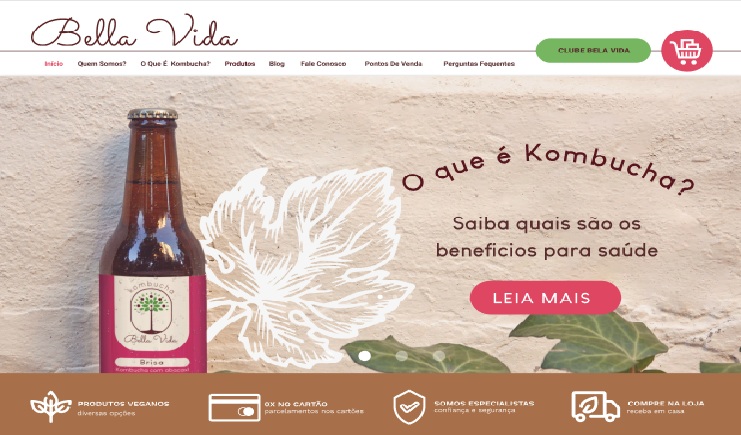 Bella Vida
CLUBE BELA VIDA
Início Quem Somos? O Que É Kombucha? Produtos Blog Fale Conosco Pontos De Venda Perguntas Fequentes
O que é Kombucha?
Saiba quais são os
beneficios para saúde
LEIA MAIS
Kombucha
Bella Vida
Brisa
Kombucha com abacaxi
PRODUTOS VEGANOS
diversas opções
6X NO CARTÃO
parcelamentos nos cartões
SOMOS ESPECIALISTAS
confiança e segurança
COMPRE NA LOJA
receba em casa